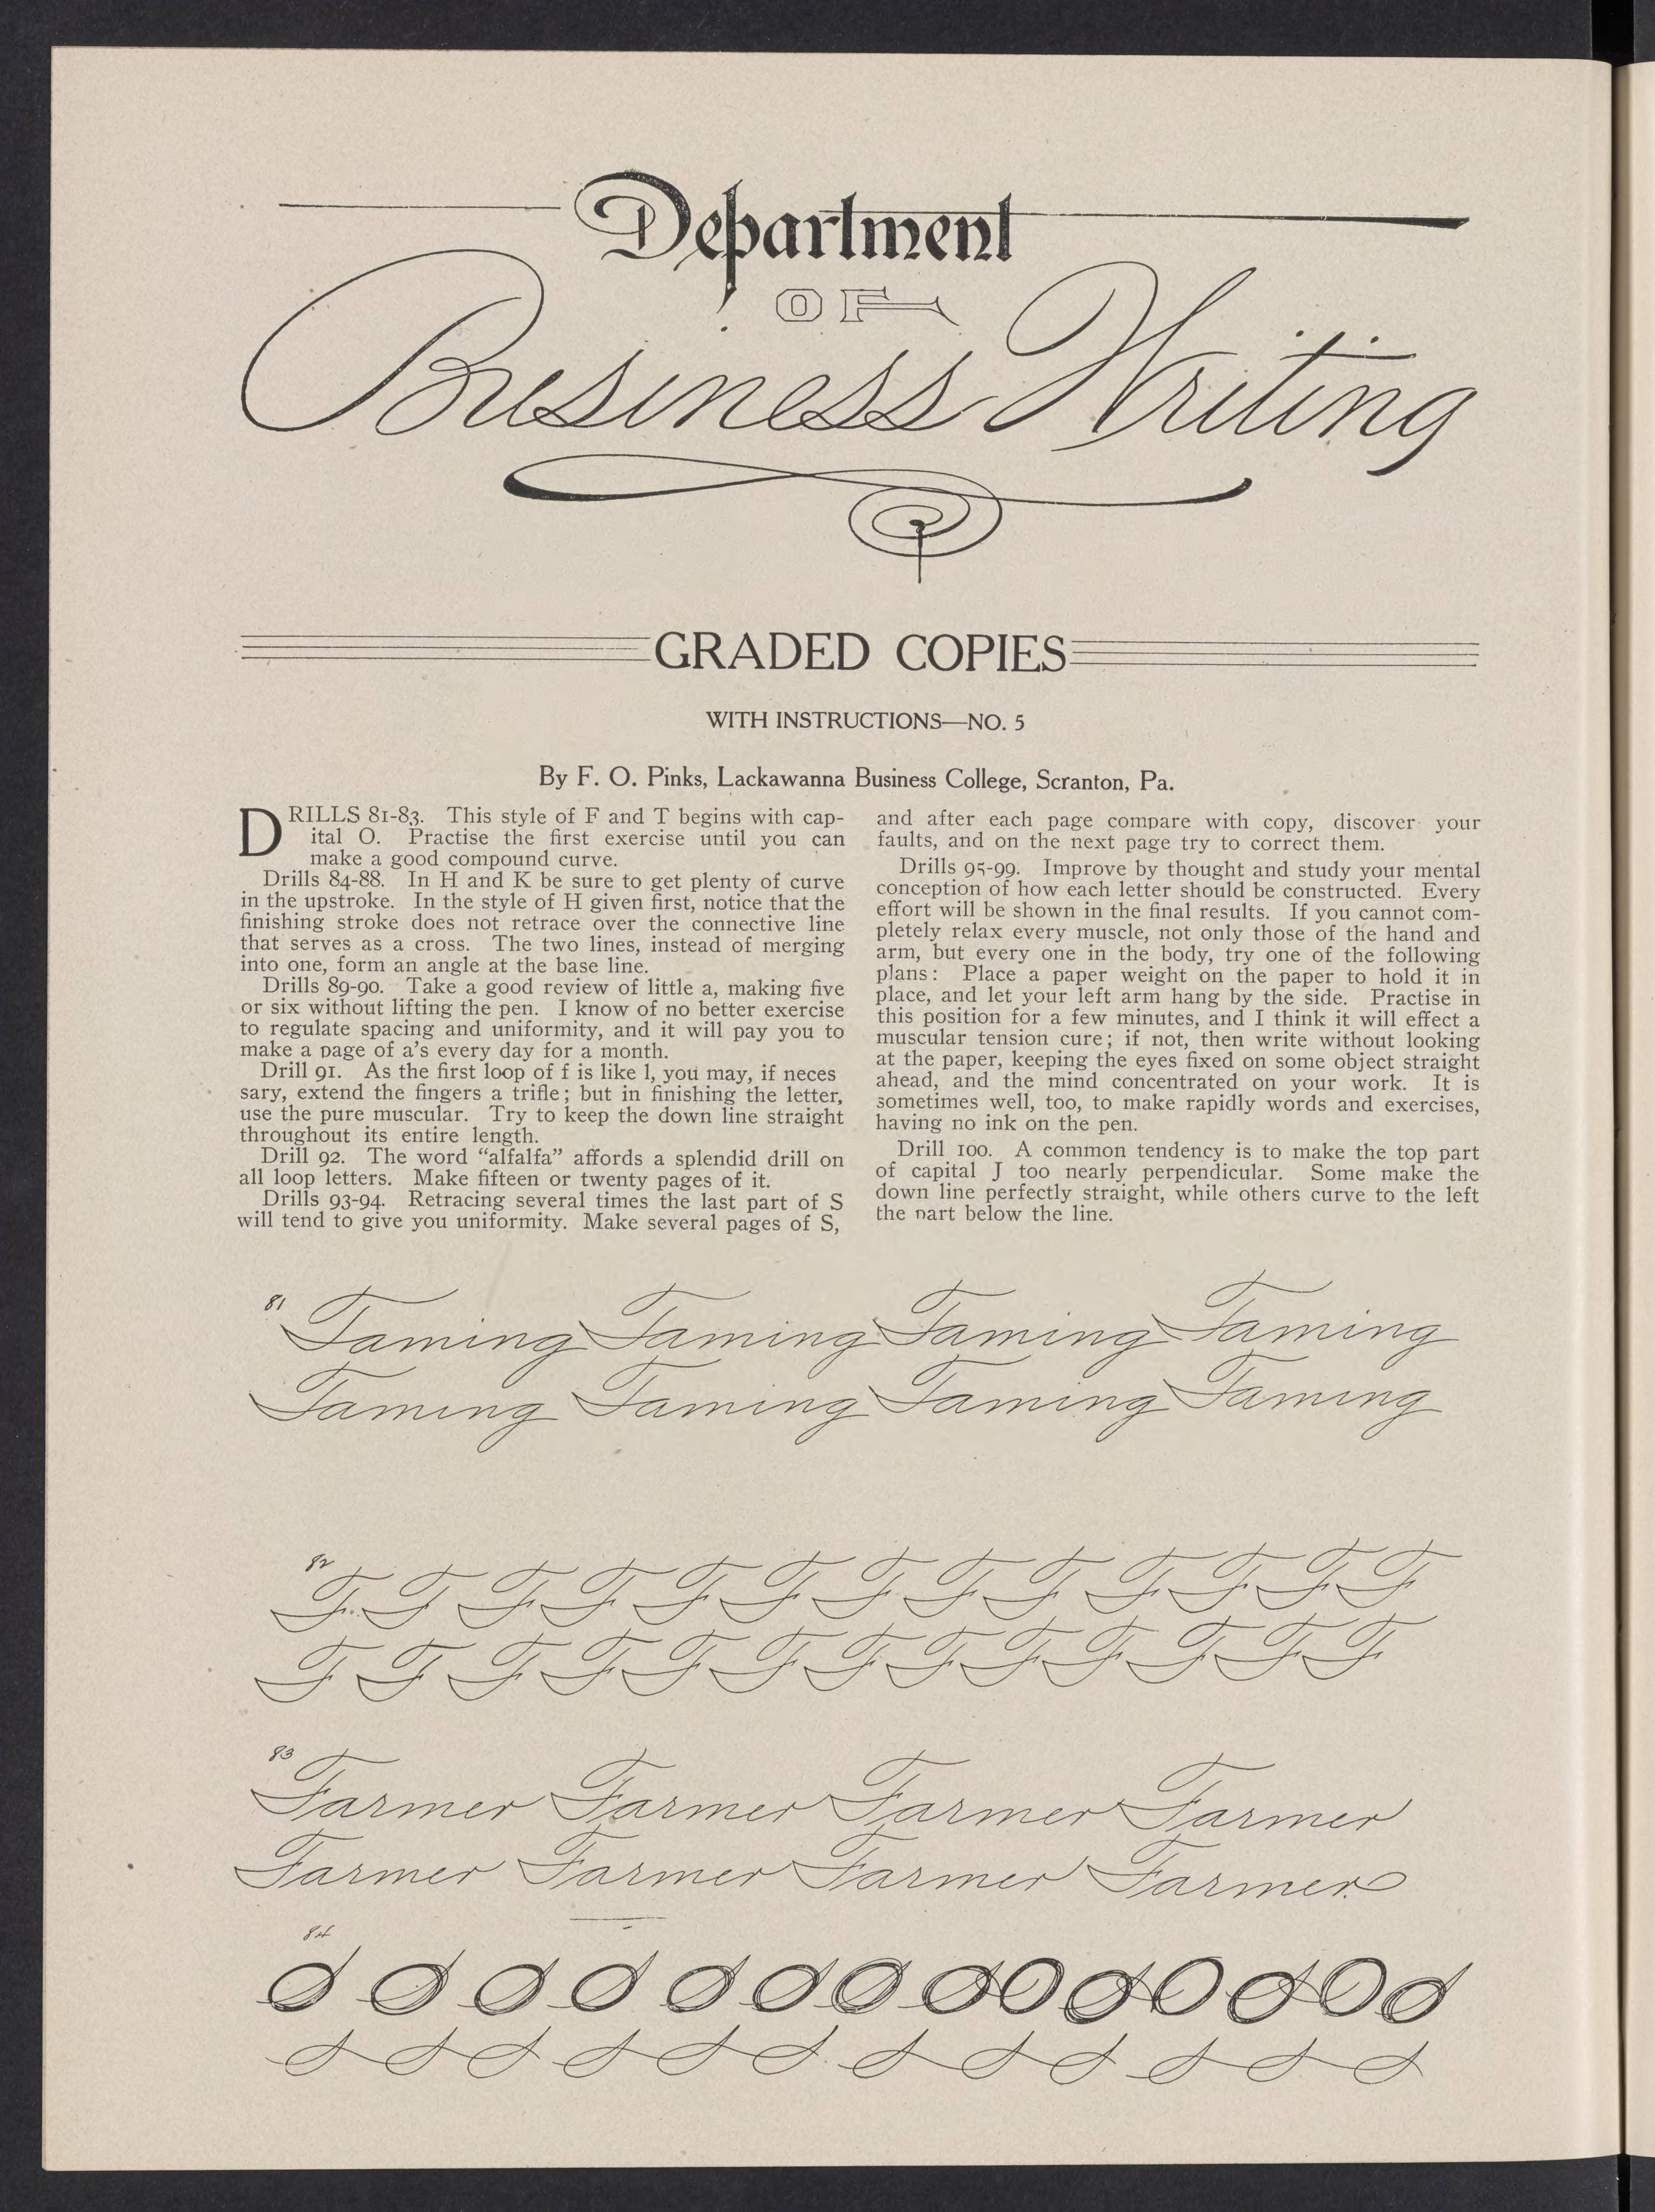 Department
OF
Business Writing
GRADED COPIES
WITH INSTRUCTIONS—NO. 5
By F. O. Pinks, Lackawanna Business College, Scranton, Pa.
DRILLS 81-83. This style of F and T begins with cap-
ital O. Practise the first exercise until you can
make a good compound curve.
Drills 84-88. In H and K be sure to get plenty of curve
in the upstroke. In the style of H given first, notice that the
finishing stroke does not retrace over the connective line
that serves as a cross. The two lines, instead of merging
into one, form an angle at the base line.
Drills 89-90. Take a good review of little a, making five
or six without lifting the pen. I know of no better exercise
to regulate spacing and uniformity, and it will pay you to
make a page of a's every day for a month.
Drill 91. As the first loop of f is like l, you may, if neces
sary, extend the fingers a trifle; but in finishing the letter,
use the pure muscular. Try to keep the down line straight
throughout its entire length.
Drill 92. The word “alfalfa” affords a splendid drill on
all loop letters. Make fifteen or twenty pages of it.
Drills 93-94. Retracing several times the last part of S
will tend to give you uniformity. Make several pages of S,
and after each page compare with copy, discover your
faults, and on the next page try to correct them.
Drills 95-99. Improve by thought and study your mental
conception of how each letter should be constructed. Every
effort will be shown in the final results. If you cannot com-
pletely relax every muscle, not only those of the hand and
arm, but every one in the body, try one of the following
plans: Place a paper weight on the paper to hold it in
place, and let your left arm hang by the side. Practise in
this position for a few minutes, and I think it will effect a
muscular tension cure; if not, then write without looking
at the paper, keeping the eyes fixed on some object straight
ahead, and the mind concentrated on your work. It is
sometimes well, too, to make rapidly words and exercises,
having no ink on the pen.
Drill 100. A common tendency is to make the top part
of capital J too nearly perpendicular. Some make the
down line perfectly straight, while others curve to the left
the part below the line.
81
Taming Taming Taming Taming
Taming Taming Taming Taming
82
F F F F F F F F F F F F F
F F F F F F F F F F F F F
83
Farmer Farmer Farmer Farmer
Farmer Farmer Farmer Farmer
84